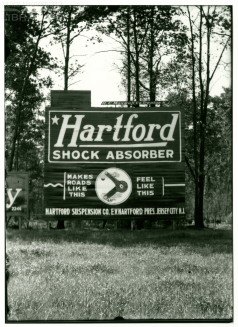 Hartford
SHOCK ABSORBER
MAKES ROADS LIKE THIS
FEEL LIKE THIS
HARTFORD SUSPENSION CO. E.V. HARTFORD PRES. JERSEY CITY N.J.
y